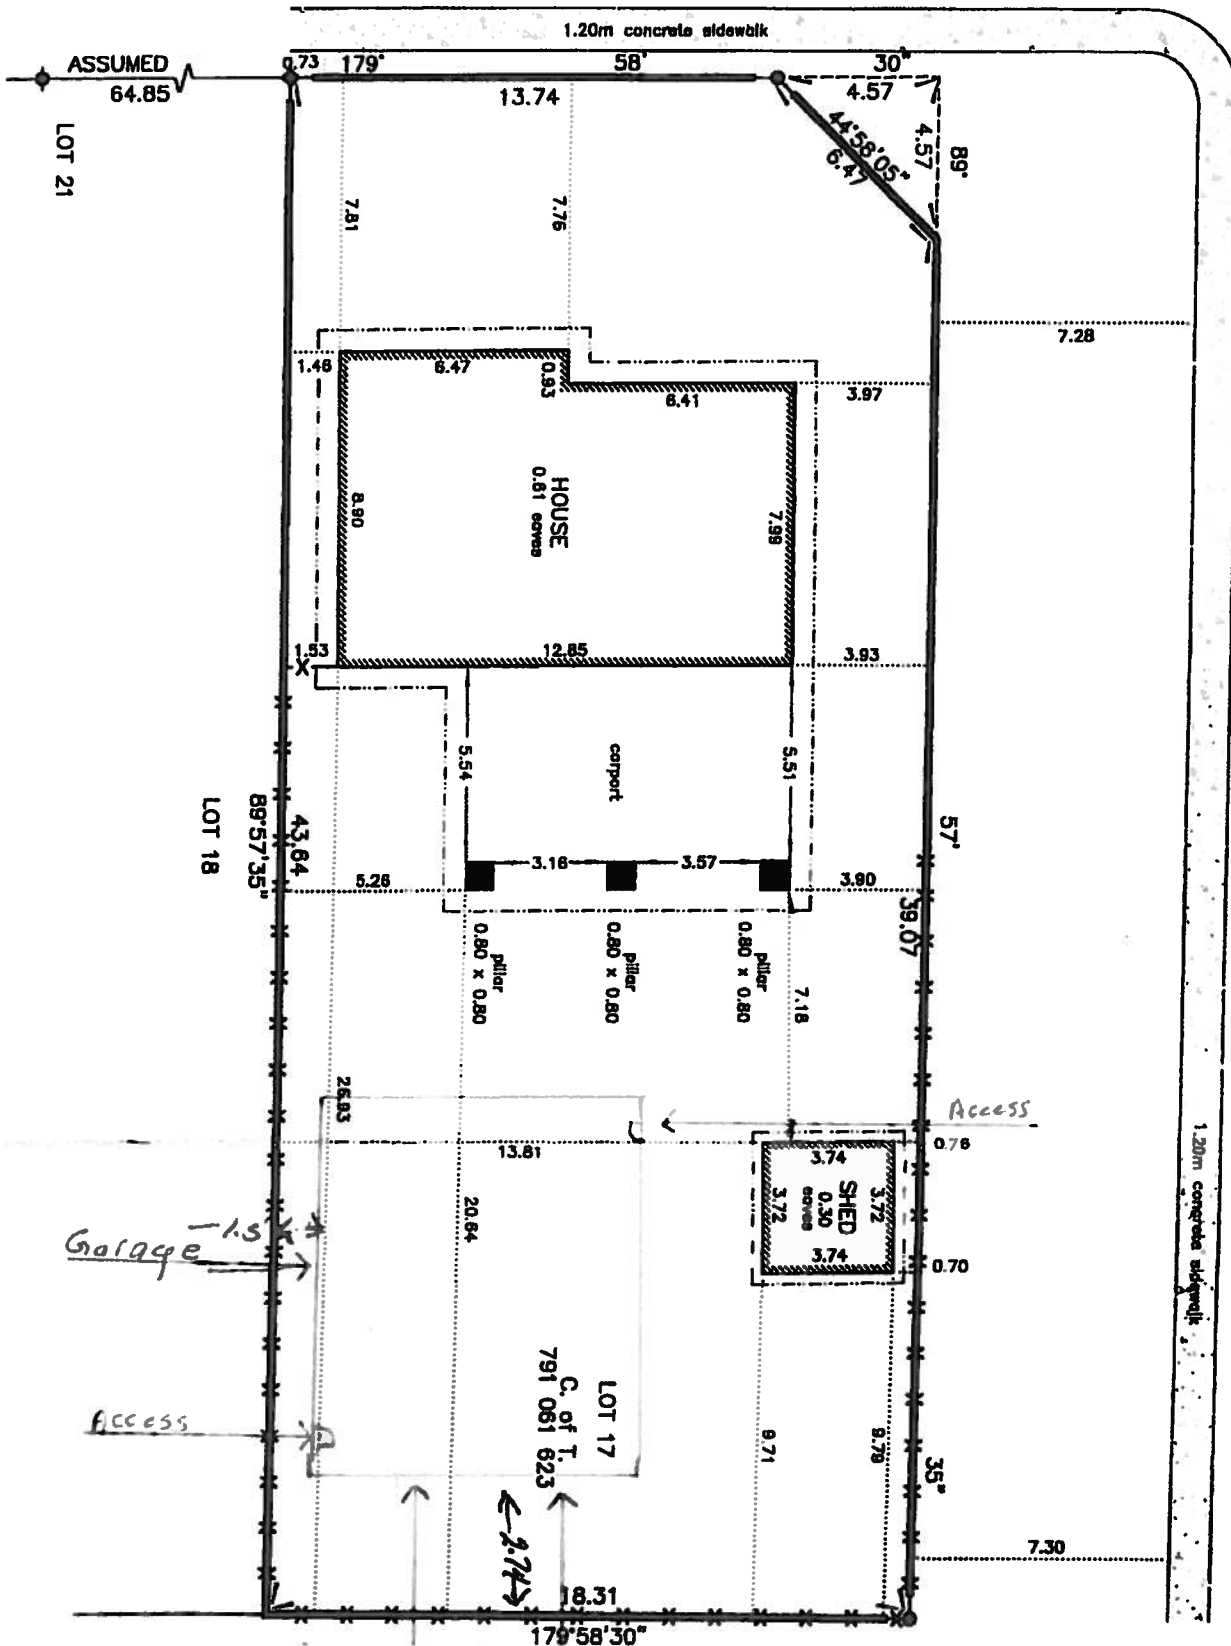 1.20m concrete sidewalk
ASSUMED
64.85
0.73
179°
58'
30"
13.74
4.57
4.57
89°
44°58'05"
6.47
LOT 21
7.81
7.76
7.28
1.46
6.47
0.93
6.41
3.97
HOUSE
0.61 eaves
8.90
7.99
1.53
12.85
3.93
5.54
carport
5.51
57'
LOT 18
89°57'35"
43.64
3.16
3.57
5.26
3.90
39.07
pillar
0.80 x 0.80
pillar
0.80 x 0.80
pillar
0.80 x 0.80
7.18
26.93
Access
13.81
0.76
3.74
3.72
SHED
0.30
eaves
3.72
3.74
0.70
1.20m concrete sidewalk
20.64
1.5
Garage
LOT 17
C. of T.
791 061 623
Access
9.71
9.79
35"
2.74
7.30
18.31
179°58'30"